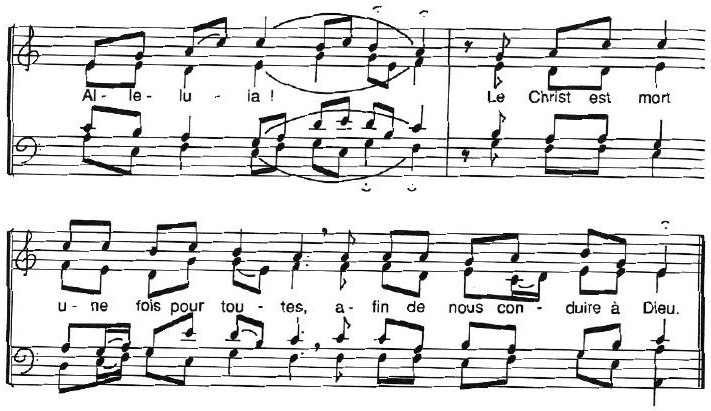 Al - le - lu - ia ! Le Christ est mort
u - ne fois pour tou - tes, a - fin de nous con - duire à Dieu.